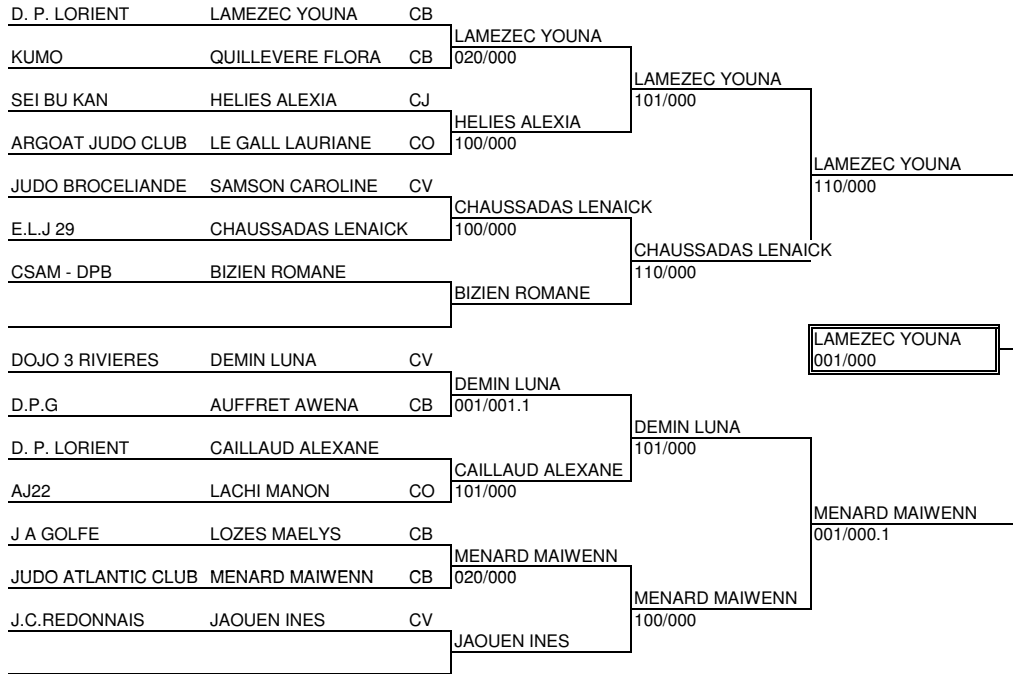 D. P. LORIENT LAMEZEC YOUNA CB
LAMEZEC YOUNA
KUMO QUILLEVERE FLORA CB
020/000
LAMEZEC YOUNA
SEI BU KAN HELIES ALEXIA CJ
101/000
HELIES ALEXIA
ARGOAT JUDO CLUB LE GALL LAURIANE CO
100/000
LAMEZEC YOUNA
JUDO BROCELIANDE SAMSON CAROLINE CV
110/000
CHAUSSADAS LENAICK
E.L.J 29 CHAUSSADAS LENAICK
100/000
CHAUSSADAS LENAICK
CSAM - DPB BIZIEN ROMANE
110/000
BIZIEN ROMANE
LAMEZEC YOUNA
001/000
DOJO 3 RIVIERES DEMIN LUNA CV
DEMIN LUNA
D.P.G AUFFRET AWENA CB
001/001.1
DEMIN LUNA
D. P. LORIENT CAILLAUD ALEXANE
101/000
CAILLAUD ALEXANE
AJ22 LACHI MANON CO
101/000
MENARD MAIWENN
J A GOLFE LOZES MAELYS CB
001/000.1
MENARD MAIWENN
JUDO ATLANTIC CLUB MENARD MAIWENN CB
020/000
MENARD MAIWENN
J.C.REDONNAIS JAOUEN INES CV
100/000
JAOUEN INES